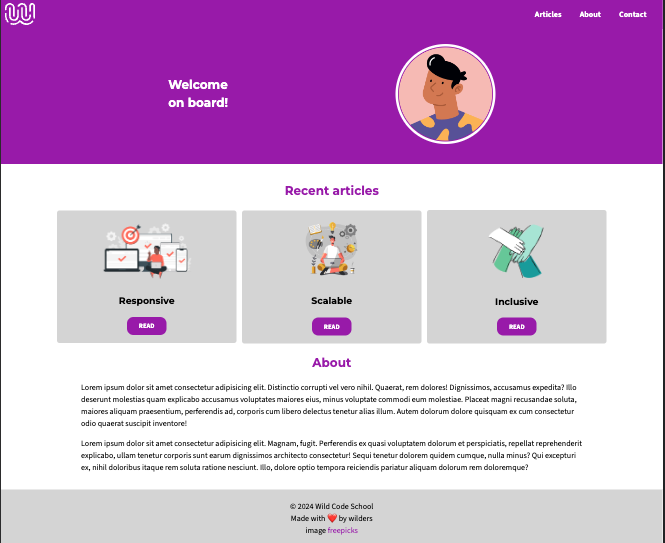 Articles About Contact
Welcome
on board!
Recent articles
Responsive
READ
Scalable
READ
Inclusive
READ
About
Lorem ipsum dolor sit amet consectetur adipisicing elit. Distinctio corrupti vel vero nihil. Quaerat, rem dolores! Dignissimos, accusamus expedita? Illo
deserunt molestias quam explicabo accusamus voluptates maiores eius, minus voluptate commodi eum molestiae. Placeat magni recusandae soluta,
maiores aliquam praesentium, perferendis ad, corporis cum libero delectus tenetur alias illum. Autem dolorum dolore quisquam ex cum consectetur
odio quaerat suscipit inventore!
Lorem ipsum dolor sit amet consectetur adipisicing elit. Magnam, fugit. Perferendis ex quasi voluptatem dolorum et perspiciatis, repellat reprehenderit
explicabo, ullam tenetur corporis sunt earum dignissimos architecto consectetur! Sequi tenetur dolorem quidem cumque, nulla minus? Qui excepturi
ex, nihil doloribus itaque rem soluta ratione nesciunt. Illo, dolore optio tempora reiciendis pariatur aliquam dolorum rem doloremque?
© 2024 Wild Code School
Made with ❤️ by wilders
image freepicks